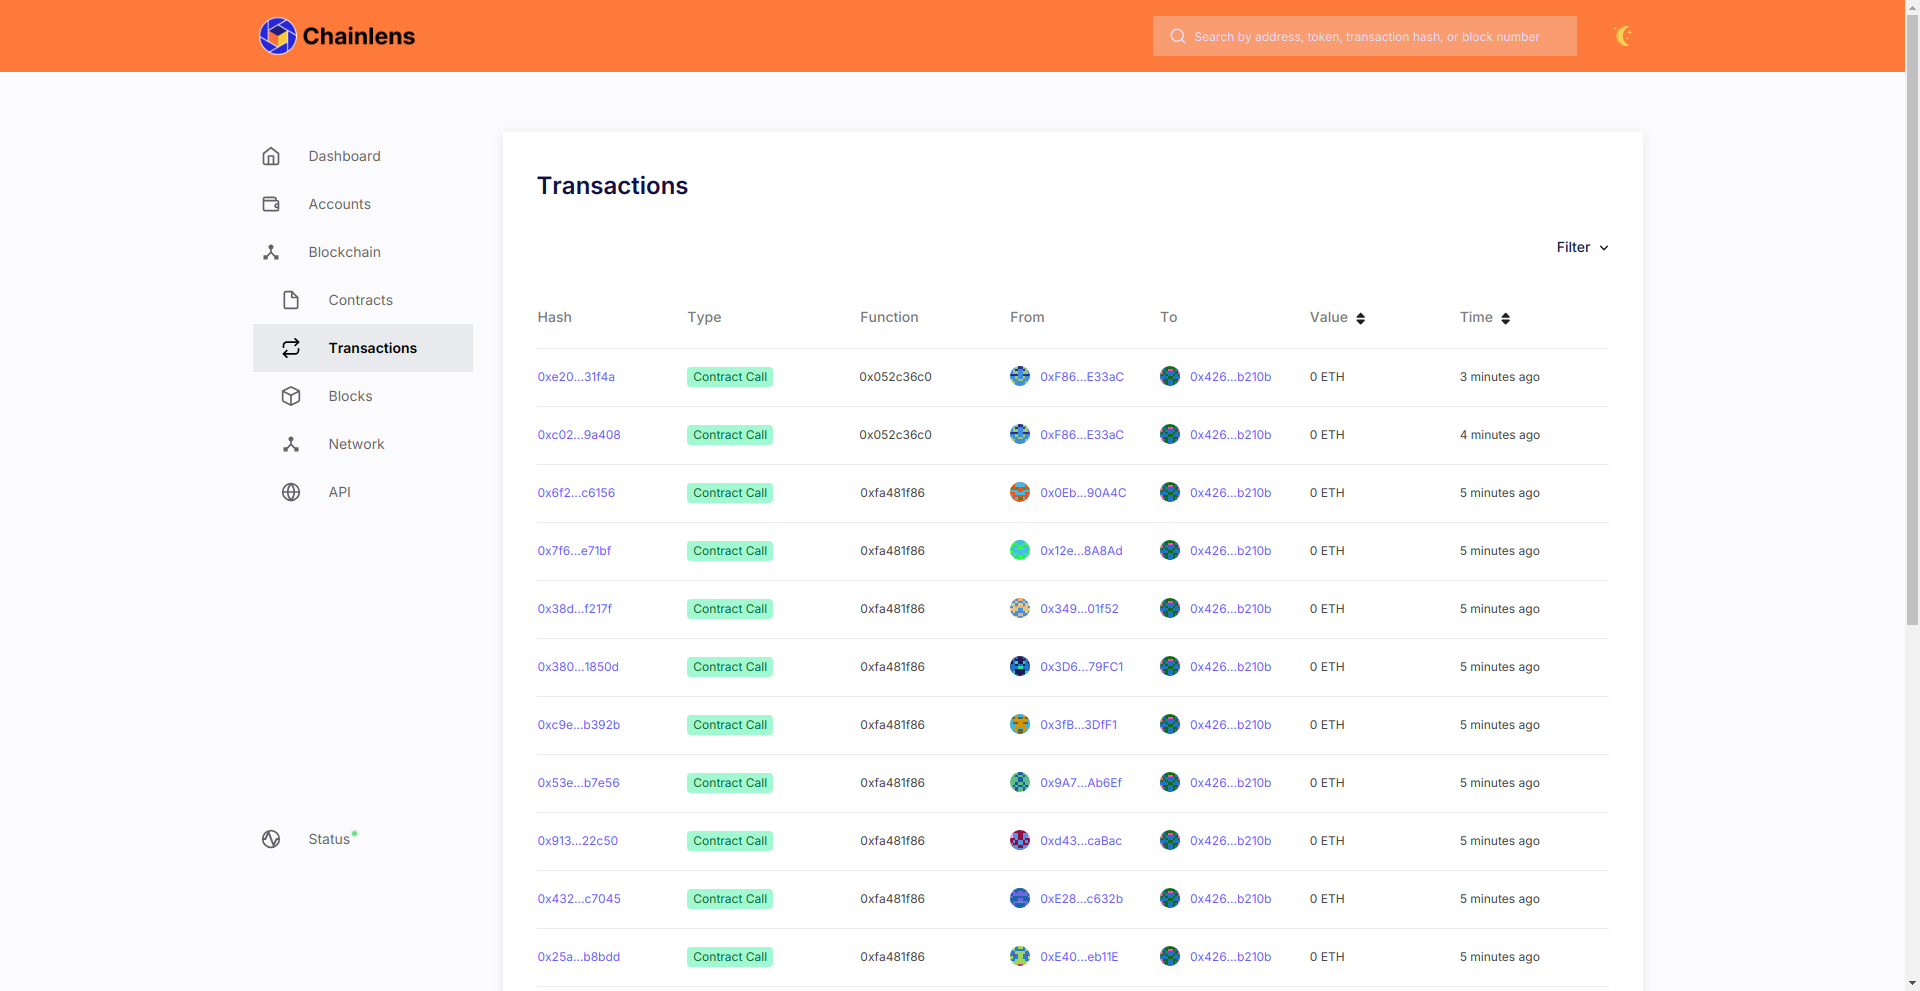 Chainlens
Search by address, token, transaction hash, or block number
Dashboard
Accounts
Blockchain
Contracts
Transactions
Blocks
Network
API
Status
Transactions
Filter
Hash Type Function From To Value Time
0xe20...31f4a Contract Call 0x052c36c0 0xF86...E33aC 0x426...b210b 0 ETH 3 minutes ago
0xc02...9a408 Contract Call 0x052c36c0 0xF86...E33aC 0x426...b210b 0 ETH 4 minutes ago
0x6f2...c6156 Contract Call 0xfa481f86 0x0Eb...90A4C 0x426...b210b 0 ETH 5 minutes ago
0x7f6...e71bf Contract Call 0xfa481f86 0x12e...8A8Ad 0x426...b210b 0 ETH 5 minutes ago
0x38d...f217f Contract Call 0xfa481f86 0x349...01f52 0x426...b210b 0 ETH 5 minutes ago
0x380...1850d Contract Call 0xfa481f86 0x3D6...79FC1 0x426...b210b 0 ETH 5 minutes ago
0xc9e...b392b Contract Call 0xfa481f86 0x3fB...3DfF1 0x426...b210b 0 ETH 5 minutes ago
0x53e...b7e56 Contract Call 0xfa481f86 0x9A7...Ab6Ef 0x426...b210b 0 ETH 5 minutes ago
0x913...22c50 Contract Call 0xfa481f86 0xd43...caBac 0x426...b210b 0 ETH 5 minutes ago
0x432...c7045 Contract Call 0xfa481f86 0xE28...c632b 0x426...b210b 0 ETH 5 minutes ago
0x25a...b8bdd Contract Call 0xfa481f86 0xE40...eb11E 0x426...b210b 0 ETH 5 minutes ago